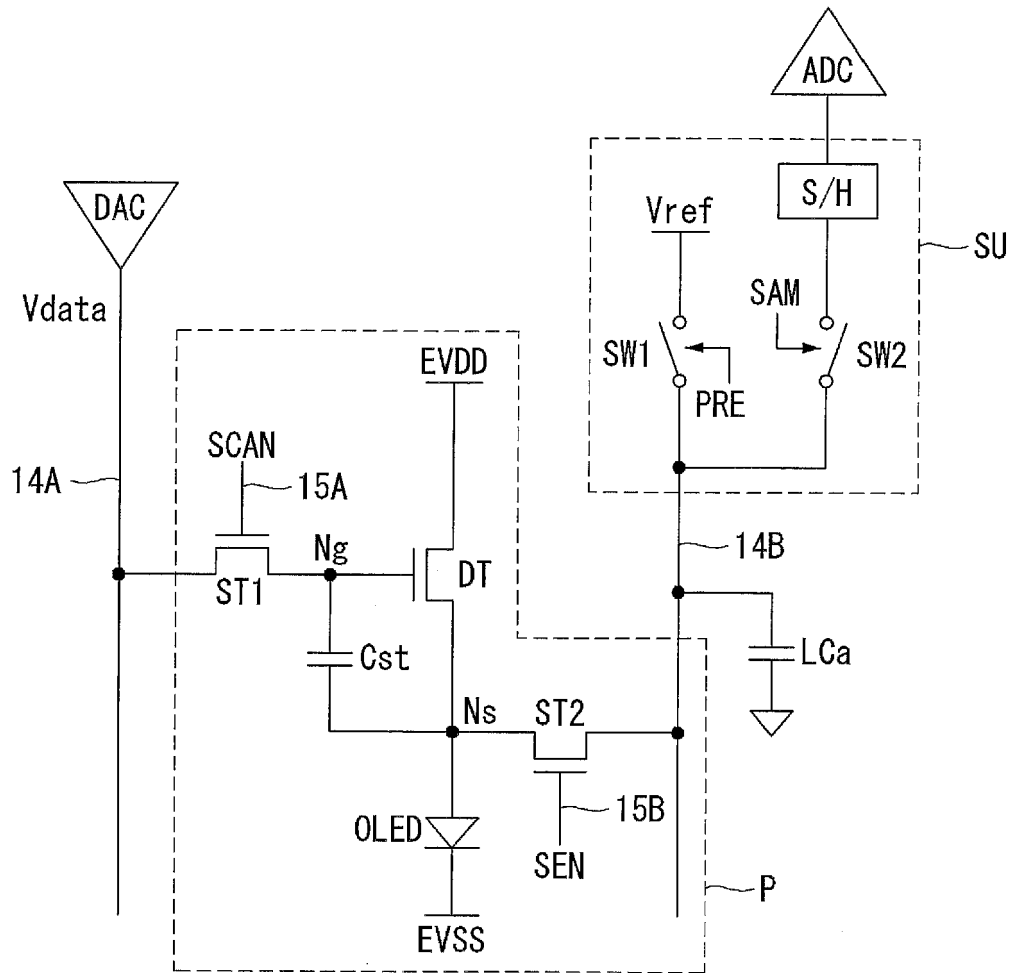 ADC
S/H
DAC
Vref
SU
SAM
Vdata
SW1
SW2
EVDD
PRE
SCAN
14A
15A
14B
Ng
DT
ST1
LCa
Cst
Ns
ST2
15B
OLED
SEN
P
EVSS